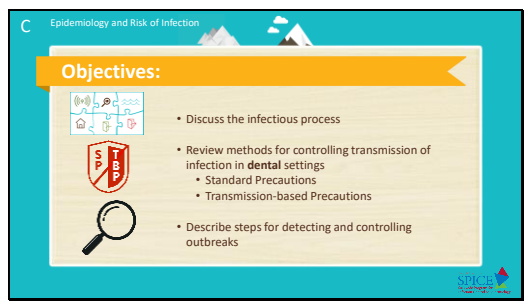 C
Epidemiology and Risk of Infection
Objectives:
• Discuss the infectious process
S T
P B
P
• Review methods for controlling transmission of
infection in dental settings
• Standard Precautions
• Transmission-based Precautions
• Describe steps for detecting and controlling
outbreaks
SPICE